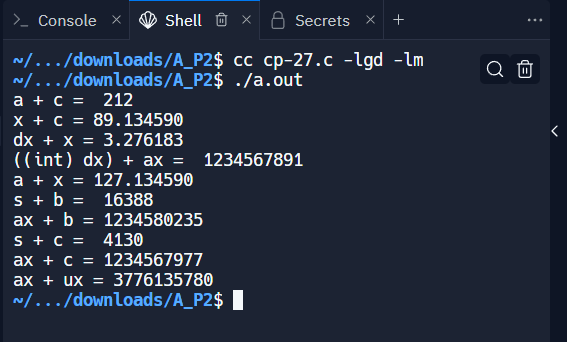 >_ Console × Shell × Secrets × +
~/.../downloads/A_P2$ cc cp-27.c -lgd -lm
~/.../downloads/A_P2$ ./a.out
a + c =  212
x + c = 89.134590
dx + x = 3.276183
((int) dx) + ax =  1234567891
a + x = 127.134590
s + b =  16388
ax + b = 1234580235
s + c =  4130
ax + c = 1234567977
ax + ux = 3776135780
~/.../downloads/A_P2$